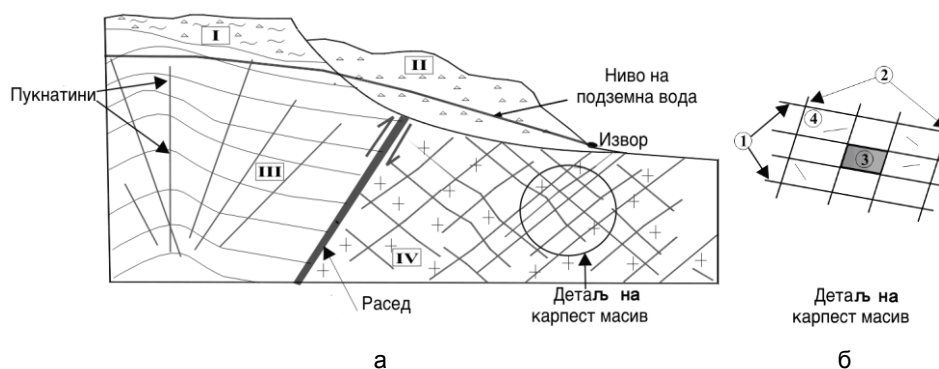 I
II
Пукнатини
Ниво на
подземна вода
Извор
III
IV
Расед
Детаљ на
карпест масив
а
1
2
4
3
Детаљ на
карпест масив
б